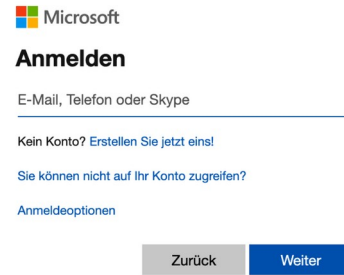 Microsoft
Anmelden
E-Mail, Telefon oder Skype
Kein Konto? Erstellen Sie jetzt eins!
Sie können nicht auf Ihr Konto zugreifen?
Anmeldeoptionen
Zurück Weiter